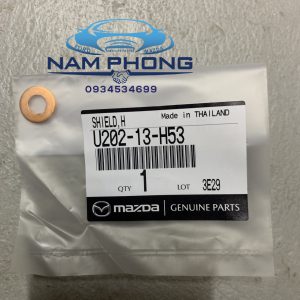 NAM PHONG
0934534699
SHIELD,H
Made in THAILAND
U202-13-H53
1
QTY
LOT
3E29
mazda
GENUINE PARTS